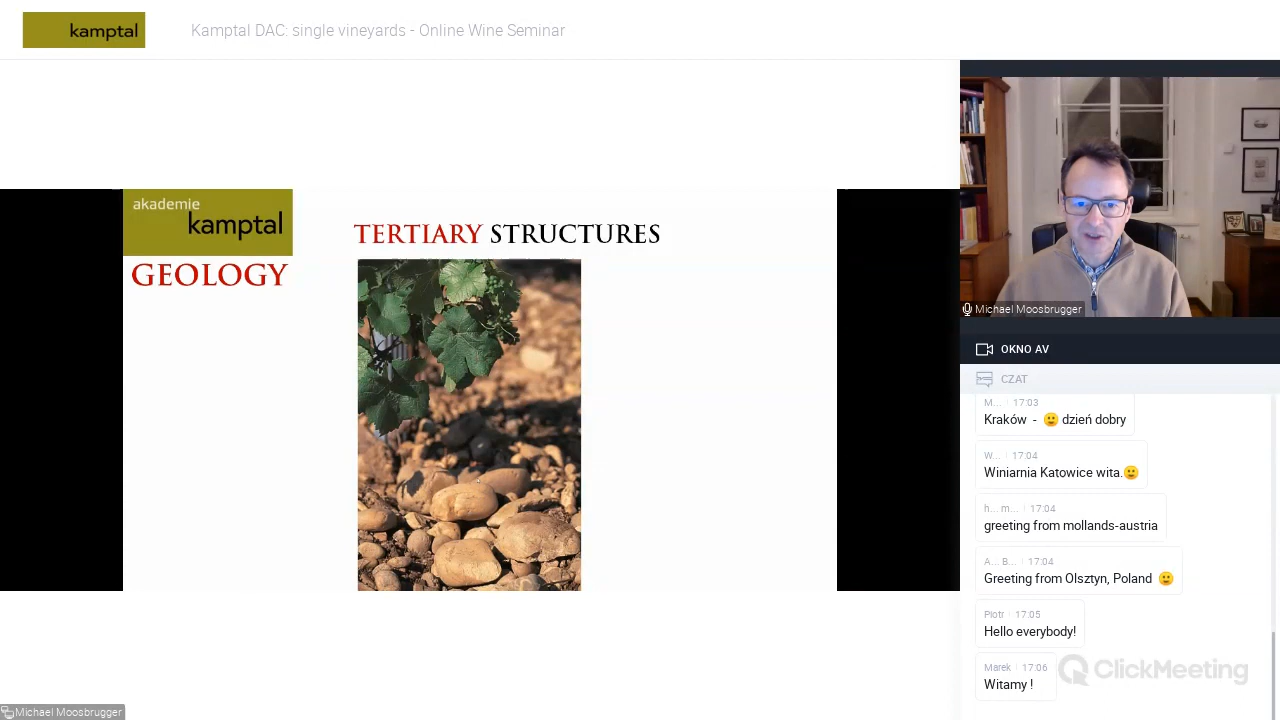 kamptal
Kamptal DAC: single vineyards - Online Wine Seminar
akademie
kamptal
GEOLOGY
TERTIARY STRUCTURES
Michael Moosbrugger
OKNO AV
CZAT
M... 17:03
Kraków - 🙂 dzień dobry
W... 17:04
Winiarnia Katowice wita.🙂
h... m... 17:04
greeting from mollands-austria
A... B... 17:04
Greeting from Olsztyn, Poland 🙂
Piotr 17:05
Hello everybody!
Marek 17:06
Witamy !
ClickMeeting
Michael Moosbrugger